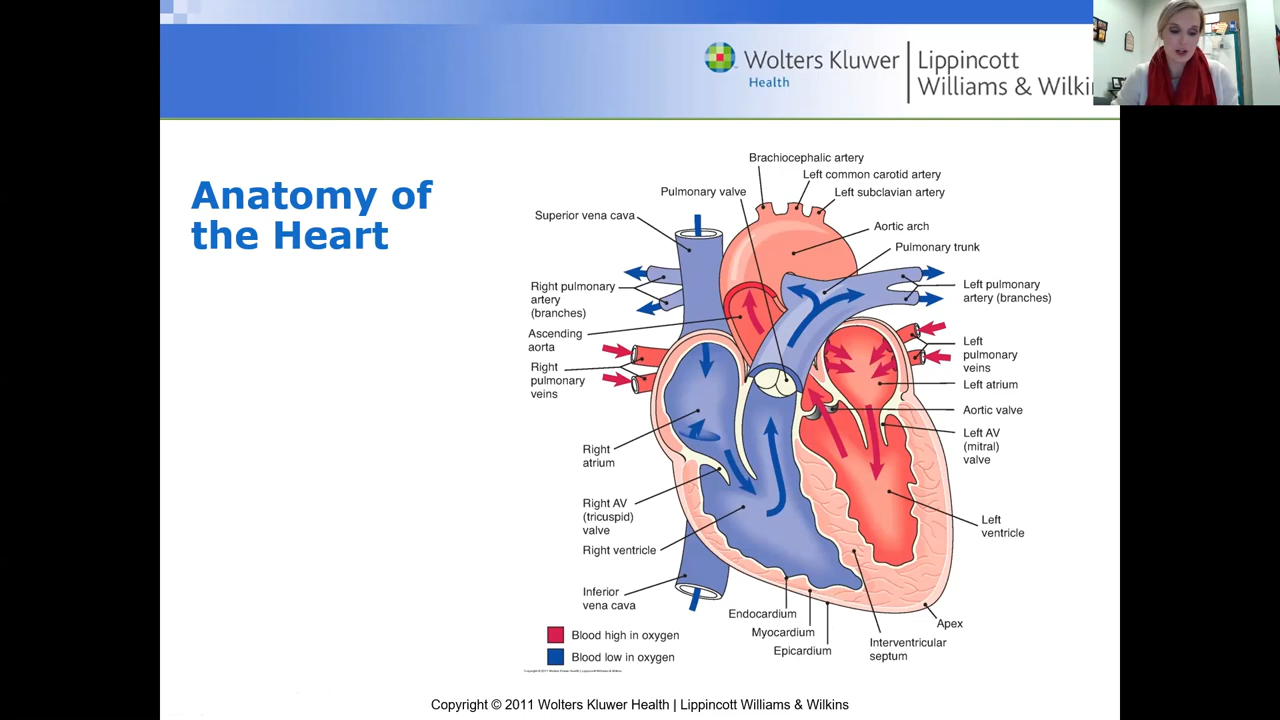 Wolters Kluwer
Health
Lippincott
Williams & Wilki
Anatomy of
the Heart
Brachiocephalic artery
Left common carotid artery
Pulmonary valve
Left subclavian artery
Superior vena cava
Aortic arch
Pulmonary trunk
Right pulmonary
artery
(branches)
Left pulmonary
artery (branches)
Ascending
aorta
Left
pulmonary
veins
Right
pulmonary
veins
Left atrium
Aortic valve
Left AV
(mitral)
valve
Right
atrium
Right AV
(tricuspid)
valve
Left
ventricle
Right ventricle
Inferior
vena cava
Endocardium
Myocardium
Epicardium
Apex
Interventricular
septum
Blood high in oxygen
Blood low in oxygen
Copyright © 2011 Wolters Kluwer Health | Lippincott Williams & Wilkins